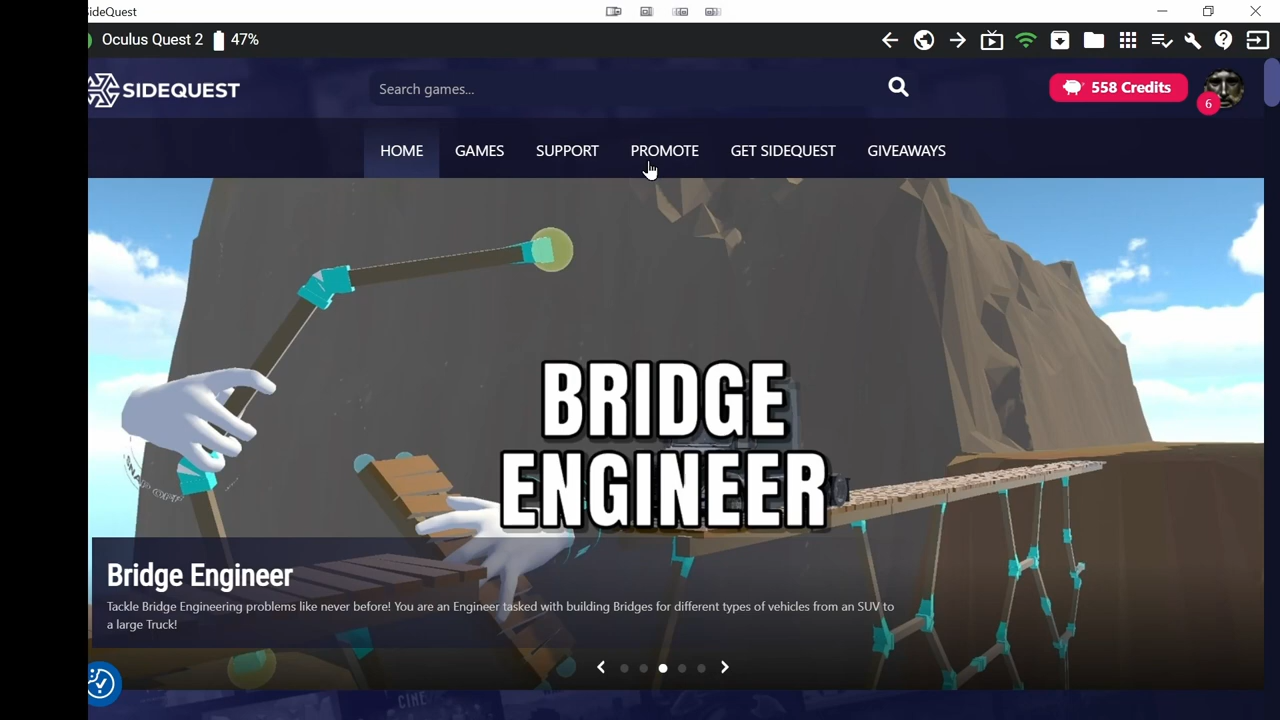 SideQuest
Oculus Quest 2 47%
SIDEQUEST
Search games...
558 Credits
6
HOME GAMES SUPPORT PROMOTE GET SIDEQUEST GIVEAWAYS
BRIDGE
ENGINEER
Bridge Engineer
Tackle Bridge Engineering problems like never before! You are an Engineer tasked with building Bridges for different types of vehicles from an SUV to
a large Truck!